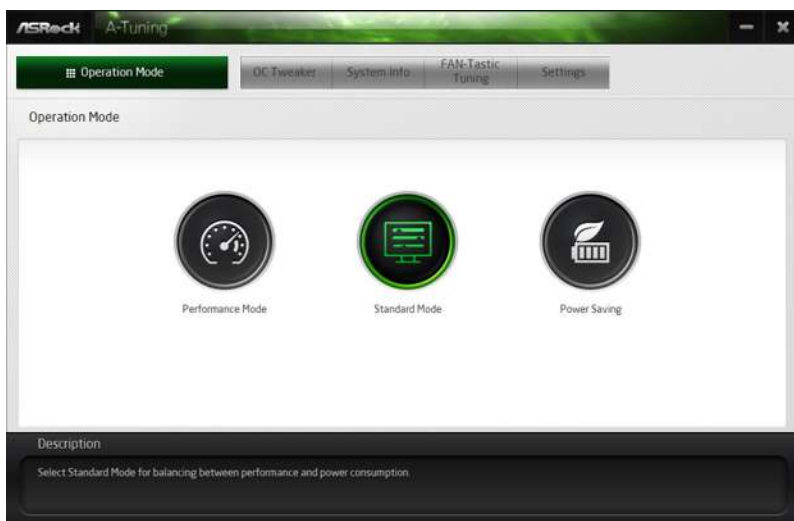 ASRock A-Tuning
Operation Mode OC Tweaker System Info FAN-Tastic Tuning Settings
Operation Mode
Performance Mode Standard Mode Power Saving
Description
Select Standard Mode for balancing between performance and power consumption.